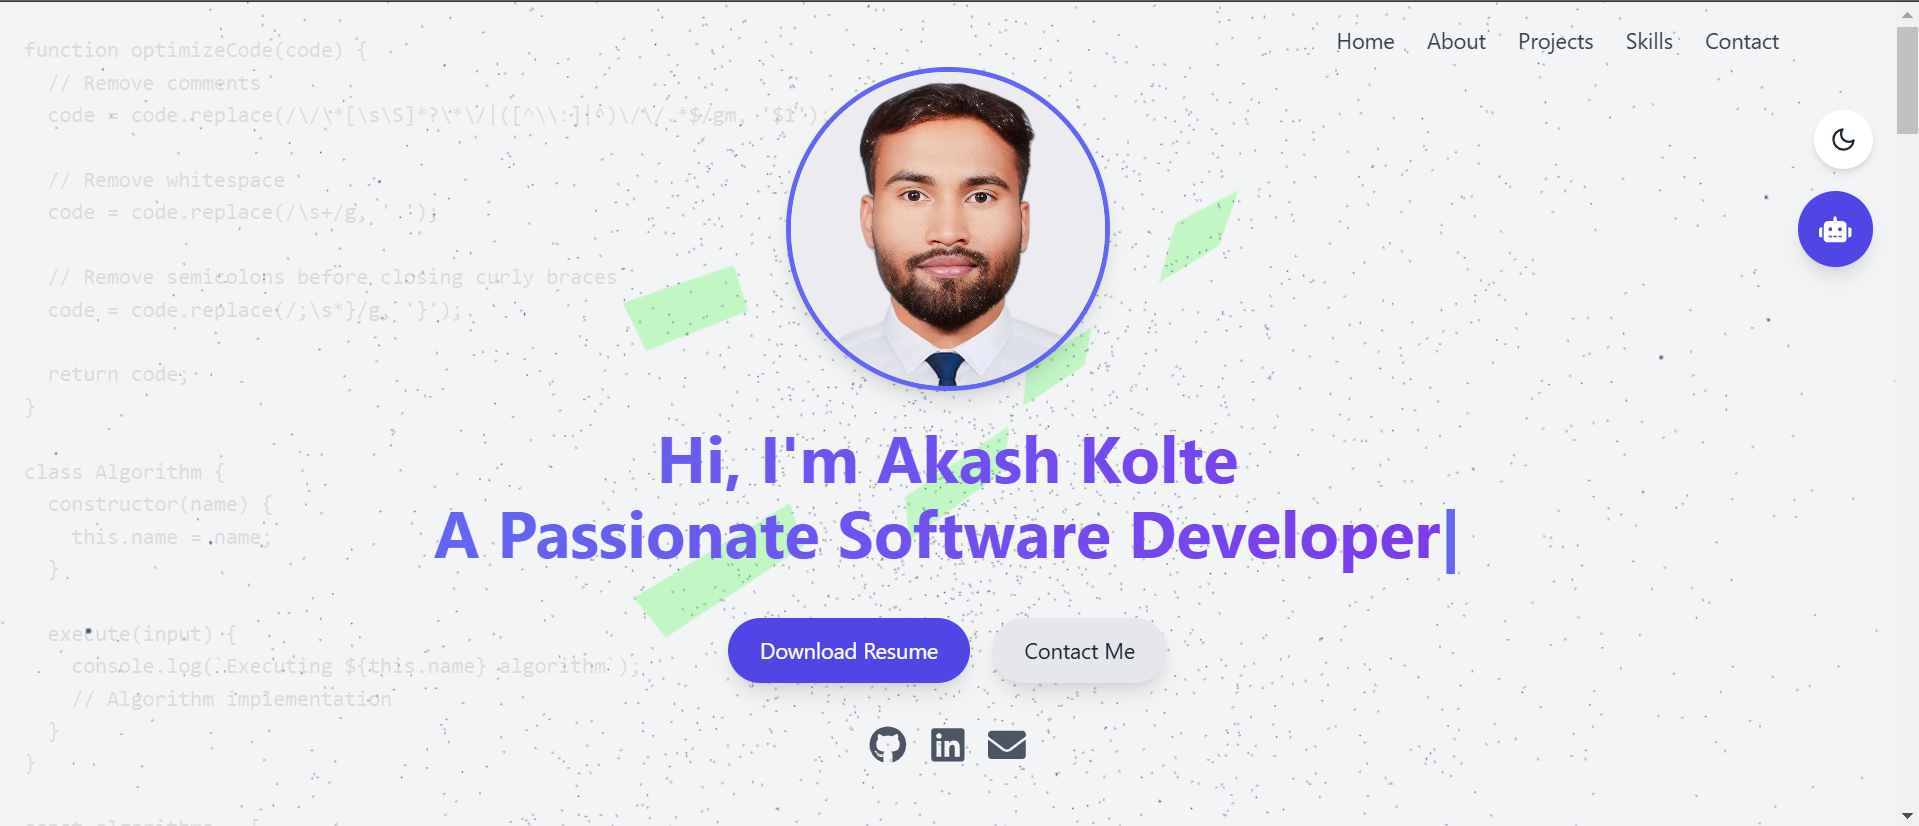 Home About Projects Skills Contact
function optimizeCode(code) {
// Remove comments
code = code.replace(/\/\*[\s\S]*?\*\/|([^\\:]|^)\/\/.*$/gm, '$1');
// Remove whitespace
code = code.replace(/\s+/g, ' ');
// Remove semicolons before closing curly braces
code = code.replace(/;\s*}/g, '}');
return code;
}
class Algorithm {
constructor(name) {
this.name = name;
}
execute(input) {
console.log(`Executing ${this.name} algorithm`);
// Algorithm implementation
}
}
Hi, I'm Akash Kolte
A Passionate Software Developer|
Download Resume Contact Me
in